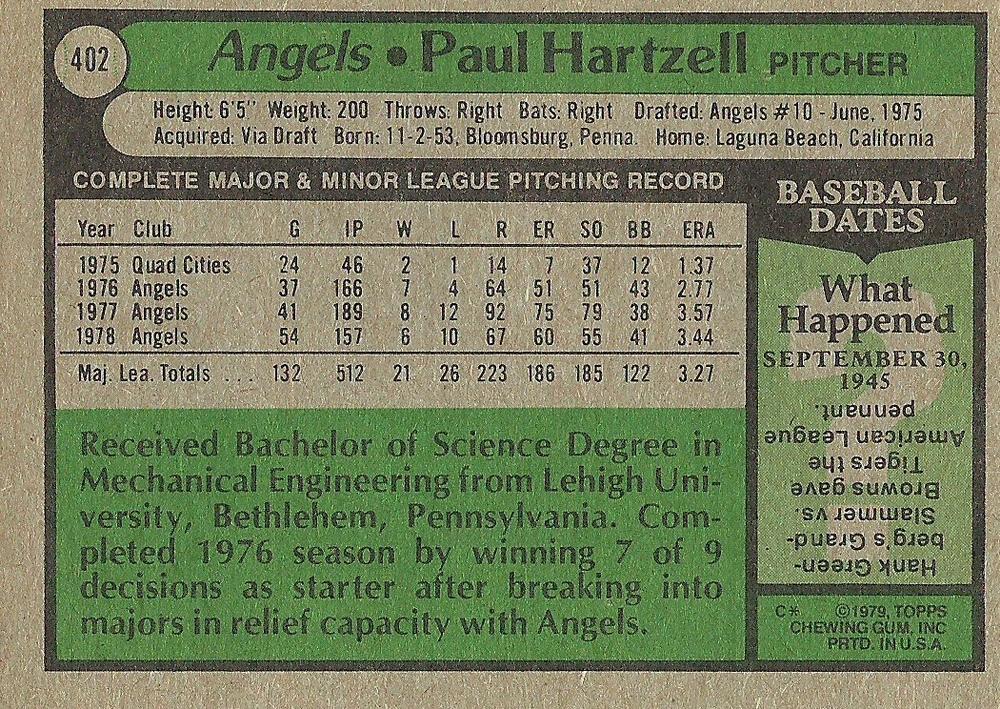 402
Angels • Paul Hartzell PITCHER
Height: 6'5" Weight: 200 Throws: Right Bats: Right Drafted: Angels #10 - June, 1975
Acquired: Via Draft Born: 11-2-53, Bloomsburg, Penna. Home: Laguna Beach, California
COMPLETE MAJOR & MINOR LEAGUE PITCHING RECORD
Year Club G IP W L R ER SO BB ERA
1975 Quad Cities 24 46 2 1 14 7 37 12 1.37
1976 Angels 37 166 7 4 64 51 51 43 2.77
1977 Angels 41 189 8 12 92 75 79 38 3.57
1978 Angels 54 157 6 10 67 60 55 41 3.44
Maj. Lea. Totals ... 132 512 21 26 223 186 185 122 3.27
Received Bachelor of Science Degree in
Mechanical Engineering from Lehigh Uni-
versity, Bethlehem, Pennsylvania. Com-
pleted 1976 season by winning 7 of 9
decisions as starter after breaking into
majors in relief capacity with Angels.
BASEBALL
DATES
What
Happened
SEPTEMBER 30,
1945
Hank Green-
berg's Grand-
Slammer vs.
Browns gave
Tigers the
American League
pennant.
C* ©1979, TOPPS
CHEWING GUM, INC
PRTD. IN U.S.A.